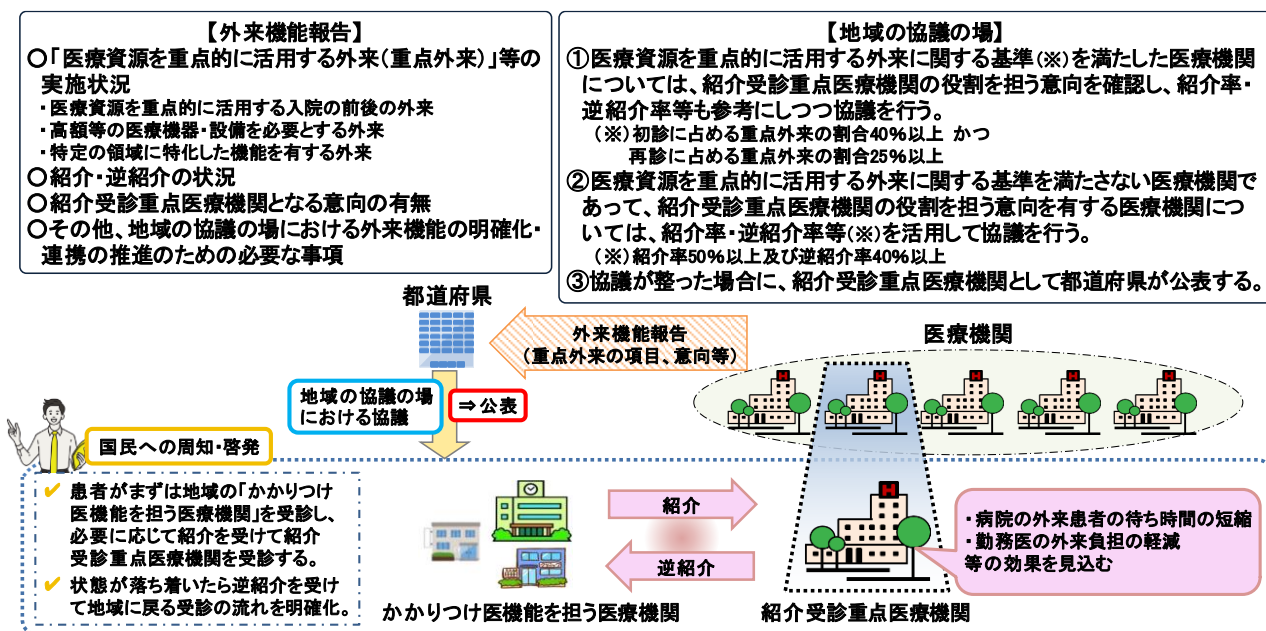 【外来機能報告】
○「医療資源を重点的に活用する外来(重点外来)」等の
実施状況
・医療資源を重点的に活用する入院の前後の外来
・高額等の医療機器・設備を必要とする外来
・特定の領域に特化した機能を有する外来
○紹介・逆紹介の状況
○紹介受診重点医療機関となる意向の有無
○その他、地域の協議の場における外来機能の明確化・
連携の推進のための必要な事項
【地域の協議の場】
①医療資源を重点的に活用する外来に関する基準(※)を満たした医療機関
については、紹介受診重点医療機関の役割を担う意向を確認し、紹介率・
逆紹介率等も参考にしつつ協議を行う。
(※)初診に占める重点外来の割合40%以上 かつ
再診に占める重点外来の割合25%以上
②医療資源を重点的に活用する外来に関する基準を満たさない医療機関で
あって、紹介受診重点医療機関の役割を担う意向を有する医療機関につ
いては、紹介率・逆紹介率等(※)を活用して協議を行う。
(※)紹介率50%以上及び逆紹介率40%以上
③協議が整った場合に、紹介受診重点医療機関として都道府県が公表する。
都道府県
外来機能報告
(重点外来の項目、意向等)
医療機関
H
H
H
H
H
地域の協議の場
における協議
⇒公表
国民への周知・啓発
✔ 患者がまずは地域の「かかりつけ
医機能を担う医療機関」を受診し、
必要に応じて紹介を受けて紹介
受診重点医療機関を受診する。
✔ 状態が落ち着いたら逆紹介を受け
て地域に戻る受診の流れを明確化。
紹介
逆紹介
H
・病院の外来患者の待ち時間の短縮
・勤務医の外来負担の軽減
等の効果を見込む
かかりつけ医機能を担う医療機関
紹介受診重点医療機関